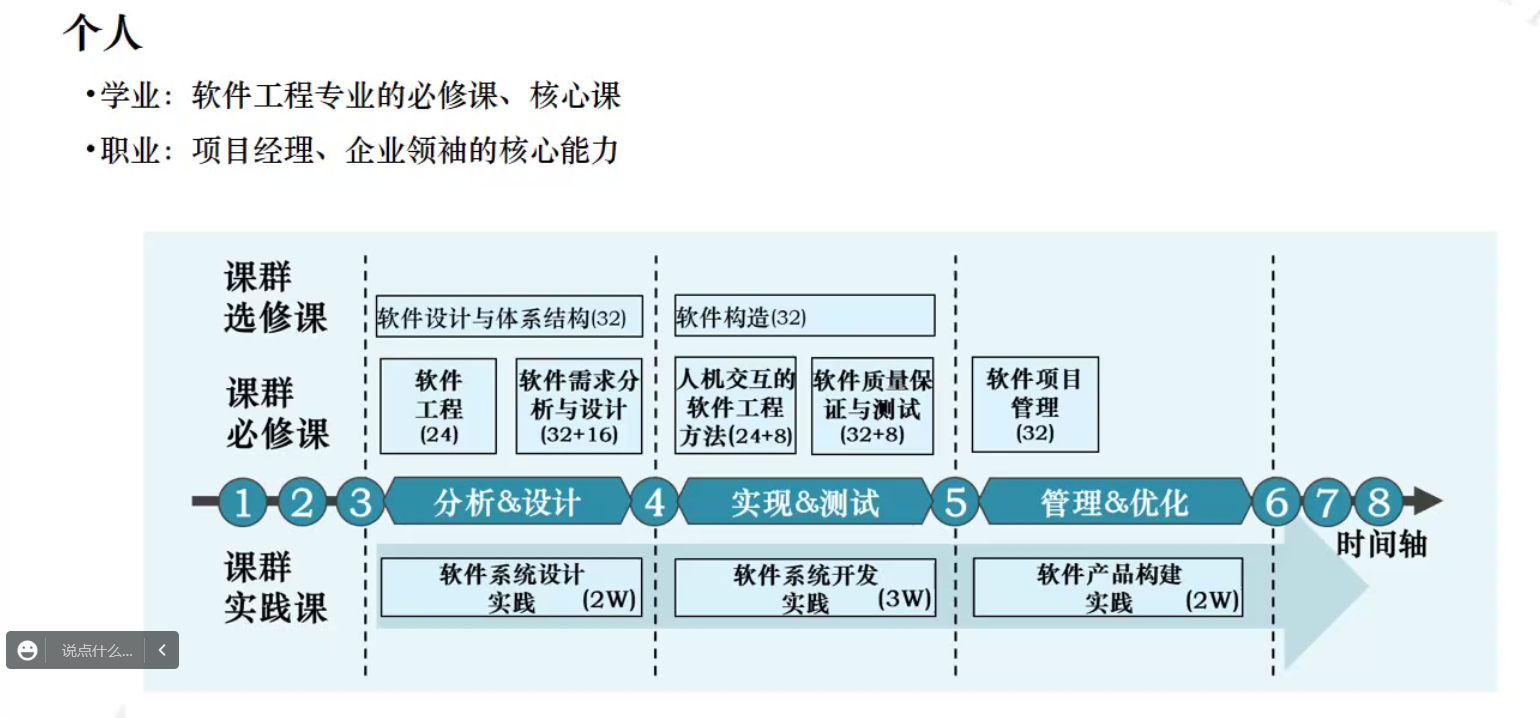 个人
•学业：软件工程专业的必修课、核心课
•职业：项目经理、企业领袖的核心能力
课群
选修课
软件设计与体系结构(32)
软件构造(32)
课群
必修课
软件
工程
(24)
软件需求分
析与设计
(32+16)
人机交互的
软件工程
方法(24+8)
软件质量保
证与测试
(32+8)
软件项目
管理
(32)
1
2
3
分析&设计
4
实现&测试
5
管理&优化
6
7
8
时间轴
课群
实践课
软件系统设计
实践 (2W)
软件系统开发
实践 (3W)
软件产品构建
实践 (2W)
说点什么...